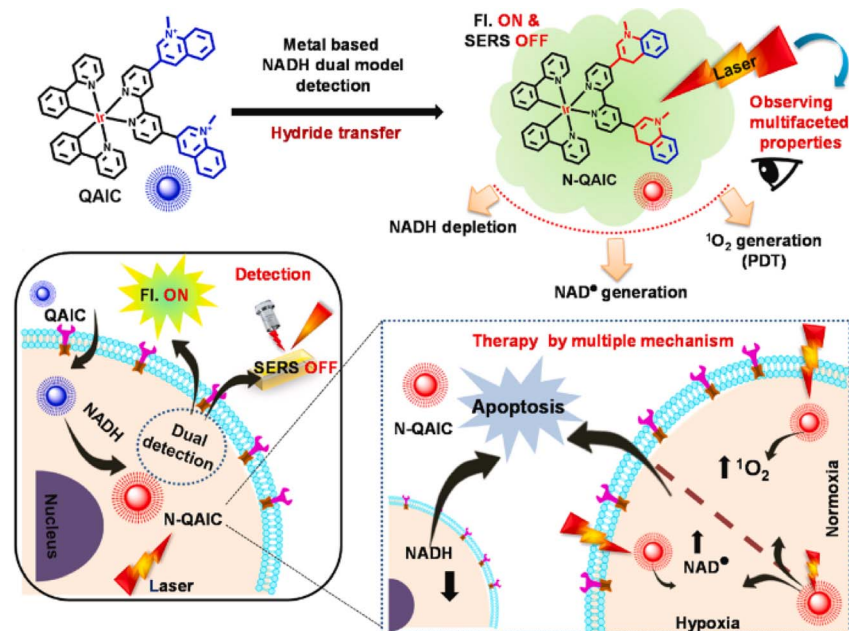 N⁺
N⁺
N
N
N
N
Ir
QAIC
Metal based
NADH dual model
detection
Hydride transfer
Fl. ON &
SERS OFF
N
N
N
N
N
N
Ir
N-QAIC
Laser
Observing
multifaceted
properties
NADH depletion
NAD● generation
¹O₂ generation
(PDT)
QAIC
Fl. ON
Detection
SERS OFF
NADH
Dual
detection
Nucleus
N-QAIC
Laser
Therapy by multiple mechanism
N-QAIC
Apoptosis
NADH
¹O₂
Normoxia
NAD●
Hypoxia